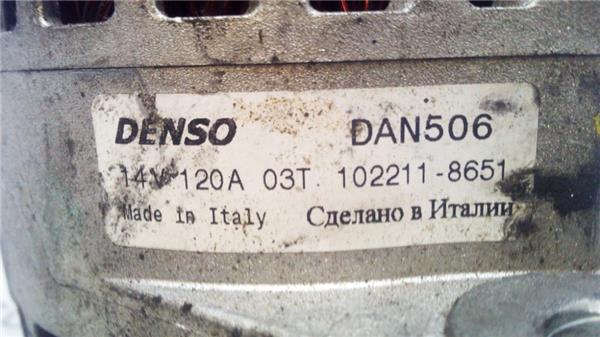 DENSO DAN506
14V 120A 03T. 102211-8651
Made in Italy Сделано в Италии